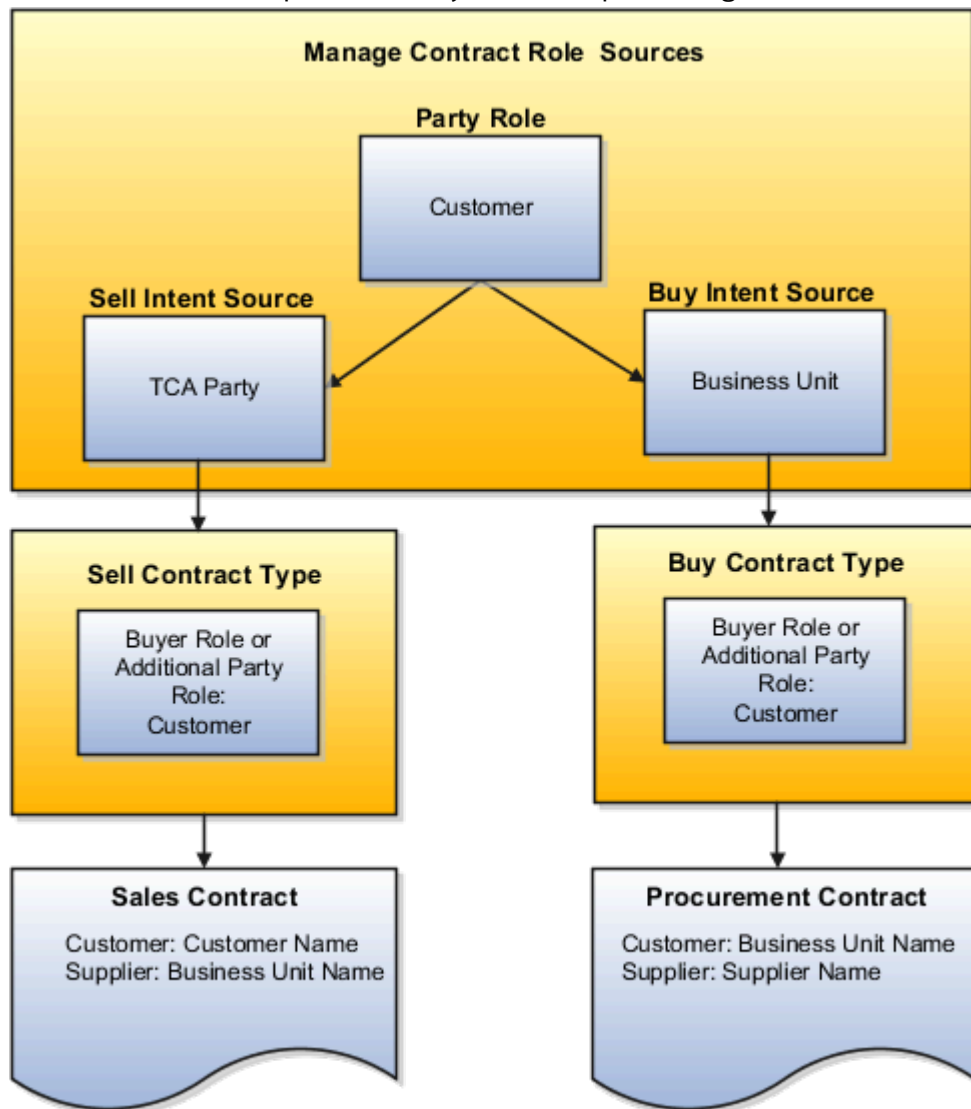 Manage Contract Role Sources
Party Role
Customer
Sell Intent Source
Buy Intent Source
TCA Party
Business Unit
Sell Contract Type
Buyer Role or
Additional Party
Role:
Customer
Buy Contract Type
Buyer Role or
Additional Party
Role:
Customer
Sales Contract
Customer: Customer Name
Supplier: Business Unit Name
Procurement Contract
Customer: Business Unit Name
Supplier: Supplier Name